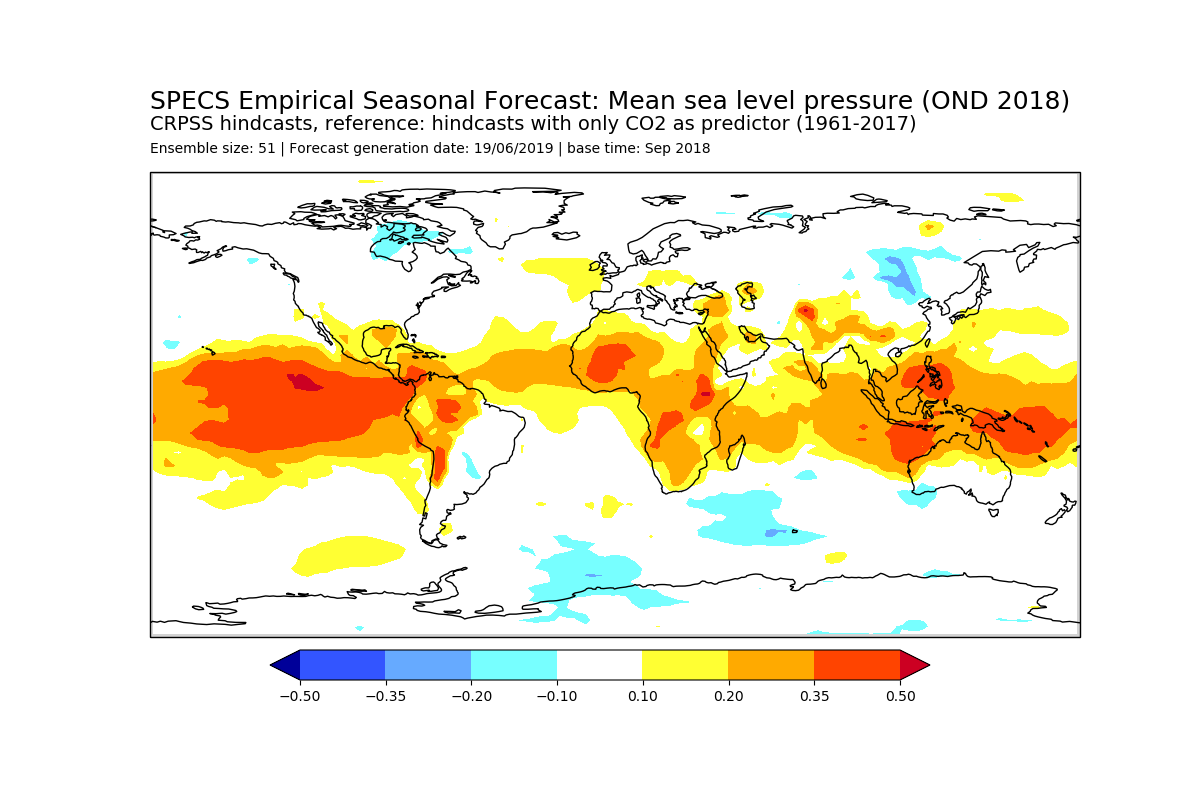 SPECS Empirical Seasonal Forecast: Mean sea level pressure (OND 2018)
CRPSS hindcasts, reference: hindcasts with only CO2 as predictor (1961-2017)
Ensemble size: 51 | Forecast generation date: 19/06/2019 | base time: Sep 2018
−0.50 −0.35 −0.20 −0.10 0.10 0.20 0.35 0.50